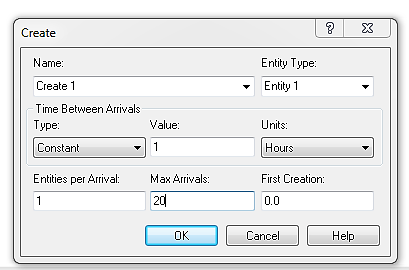 Create
?
Name:
Entity Type:
Create 1
Entity 1
Time Between Arrivals
Type:
Value:
Units:
Constant
1
Hours
Entities per Arrival:
Max Arrivals:
First Creation:
1
20
0.0
OK
Cancel
Help